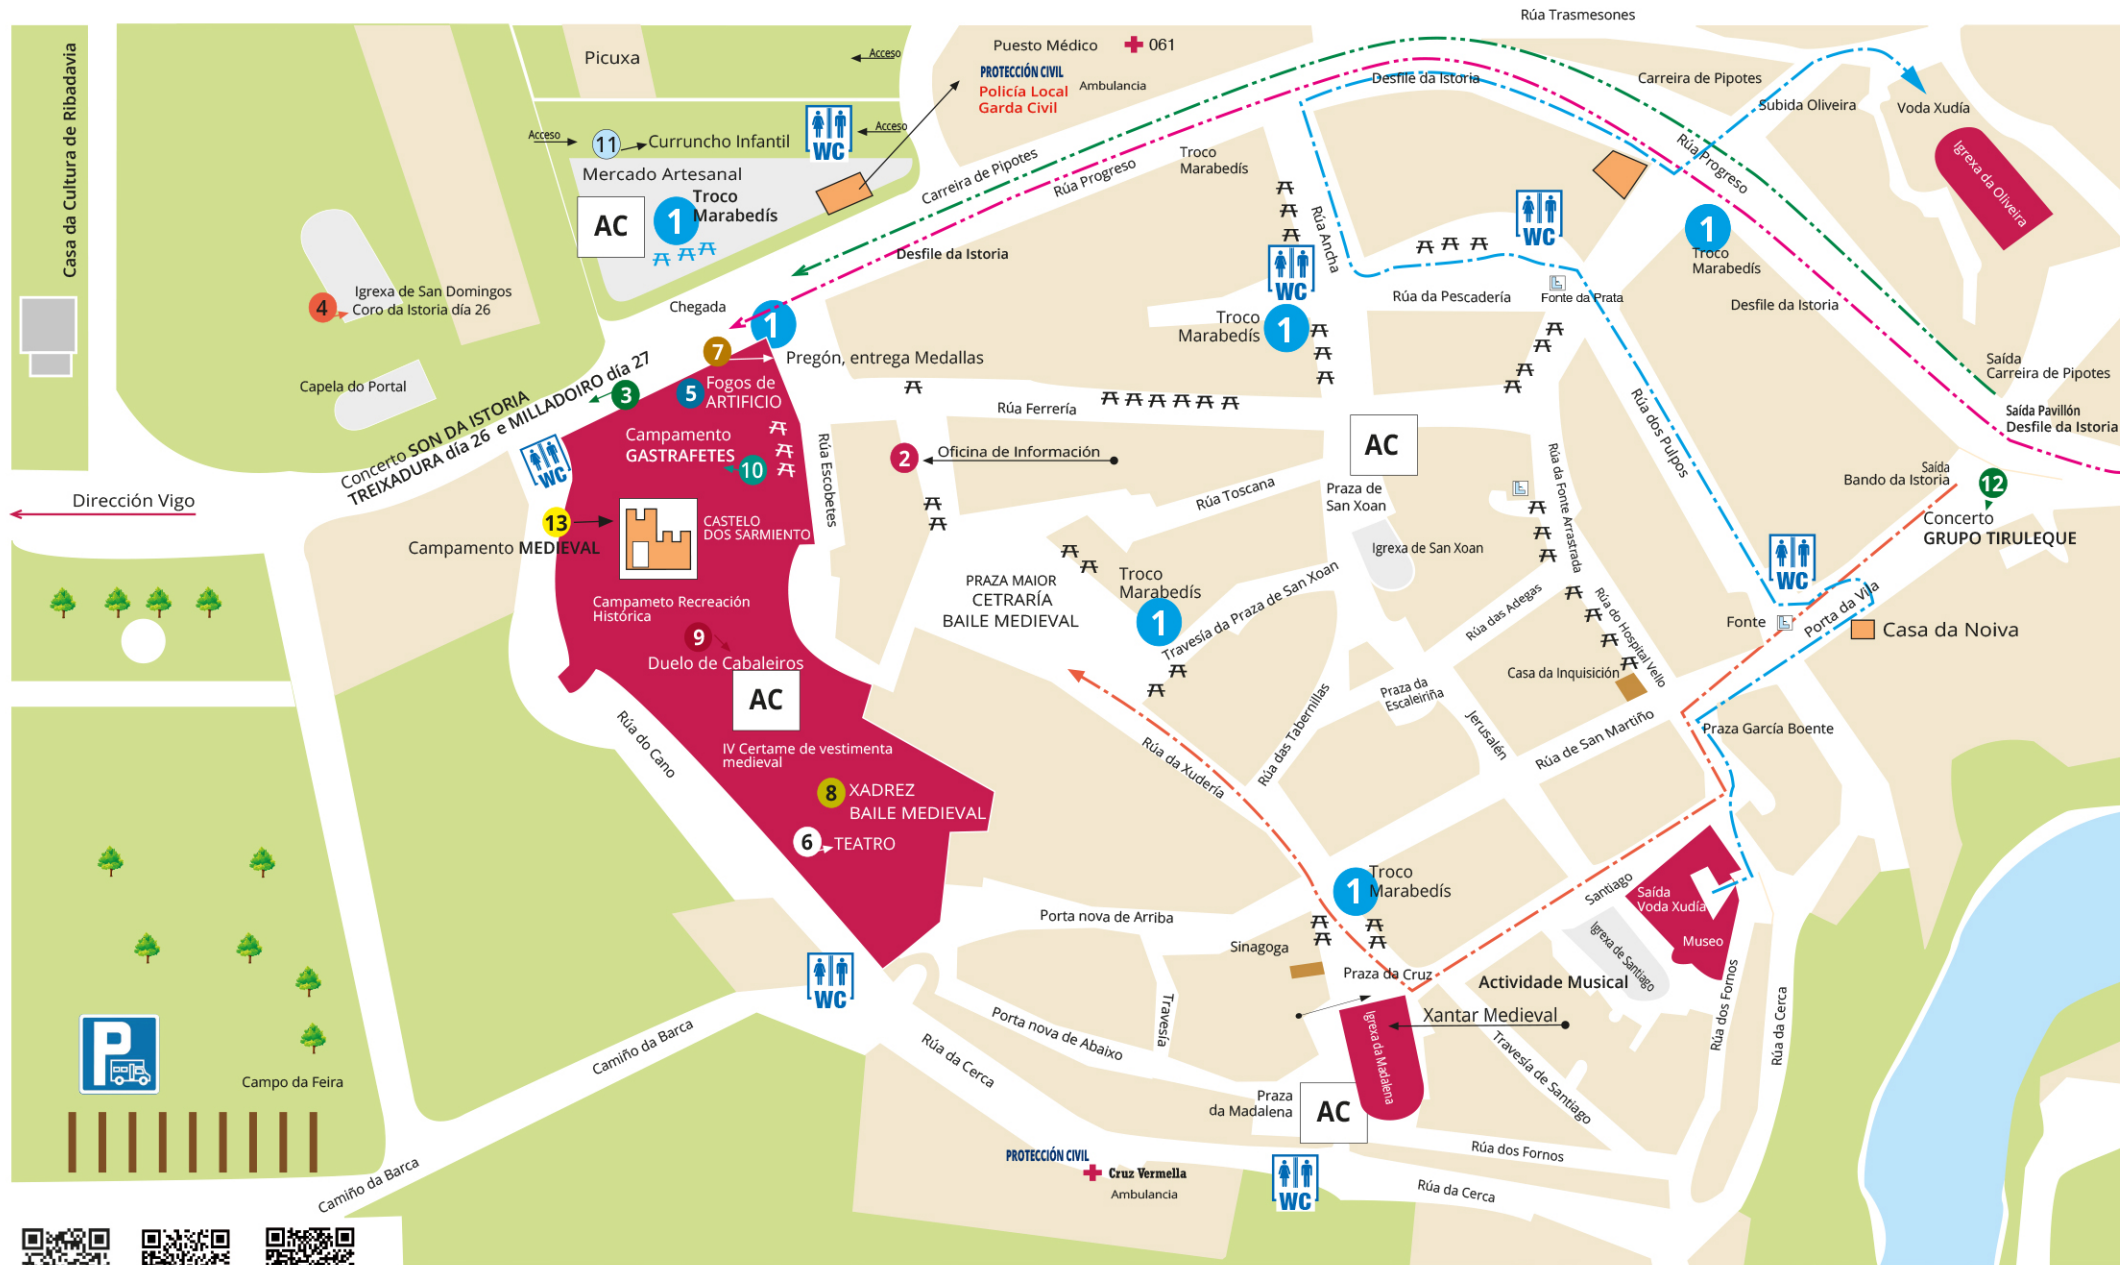 Rúa Trasmesones
Puesto Médico
061
PROTECCIÓN CIVIL
Policía Local
Garda Civil
Ambulancia
Casa da Cultura de Ribadavia
Picuxa
Acceso
Acceso
Acceso
11
Curruncho Infantil
WC
Mercado Artesanal
AC
1
Troco
Marabedís
Desfile da Istoria
Carreira de Pipotes
Subida Oliveira
Voda Xudía
Igrexa da Oliveira
Carreira de Pipotes
Rúa Progreso
Desfile da Istoria
Troco
Marabedís
Rúa Ancha
Rúa Progreso
WC
1
Troco
Marabedís
Desfile da Istoria
WC
Troco
Marabedís
1
Rúa da Pescadería
Fonte da Prata
4
Igrexa de San Domingos
Coro da Istoria día 26
Capela do Portal
Chegada
1
7
Pregón, entrega Medallas
3
5
Fogos de
ARTIFICIO
Concerto SON DA ISTORIA
TREIXADURA día 26 e MILLADOIRO día 27
Dirección Vigo
WC
Campamento
GASTRAFETES
10
13
Campamento MEDIEVAL
CASTELO
DOS SARMIENTO
Campameto Recreación
Histórica
9
Duelo de Cabaleiros
AC
IV Certame de vestimenta
medieval
8
XADREZ
BAILE MEDIEVAL
6
TEATRO
Rúa Escobetes
Rúa do Cano
Rúa Ferrería
2
Oficina de Información
Rúa Toscana
AC
Praza de
San Xoan
Igrexa de San Xoan
Rúa da Fonte Arrastrada
Rúa dos Pulpos
Saída
Carreira de Pipotes
Saída Pavillón
Desfile da Istoria
Saída
Bando da Istoria
12
Concerto
GRUPO TIRULEQUE
WC
Fonte
Porta da Vila
Casa da Noiva
PRAZA MAIOR
CETRARÍA
BAILE MEDIEVAL
Troco
Marabedís
1
Travesía da Praza de San Xoan
Rúa das Adegas
Rúa do Hospital Vello
Casa da Inquisición
Praza da
Escaleiriña
Jerusalén
Rúa de San Martiño
Praza García Boente
Rúa da Xudería
Rúa das Tabernillas
1
Troco
Marabedís
Santiago
Saída
Voda Xudía
Museo
Igrexa de Santiago
Porta nova de Arriba
Sinagoga
Praza da Cruz
Actividade Musical
Xantar Medieval
Igrexa da Madalena
WC
Travesía
Porta nova de Abaixo
Rúa da Cerca
Camiño da Barca
Travesía de Santiago
Rúa dos Fornos
Rúa da Cerca
Praza
da Madalena
AC
P
Campo da Feira
Camiño da Barca
PROTECCIÓN CIVIL
Cruz Vermella
Ambulancia
WC
Rúa dos Fornos
Rúa da Cerca